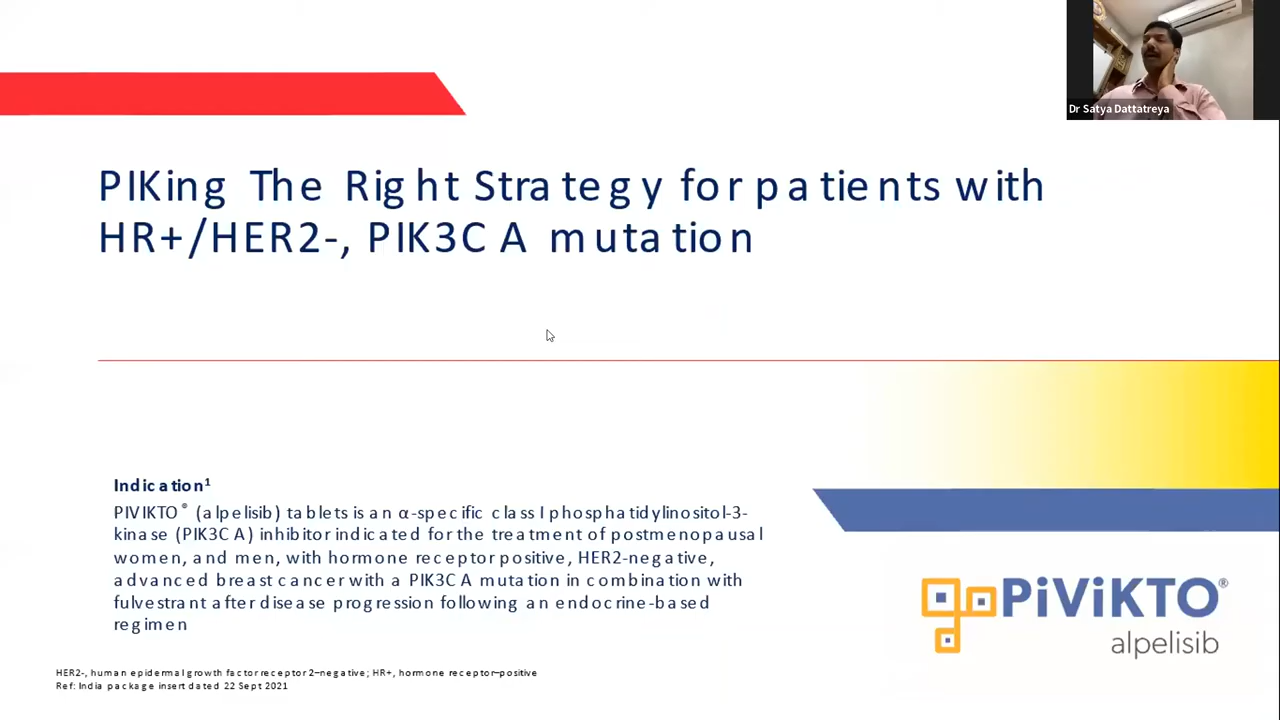 Dr Satya Dattatreya
PIKing The Right Strategy for patients with
HR+/HER2-, PIK3CA mutation
Indication¹
PIVIKTO® (alpelisib) tablets is an α-specific class I phosphatidylinositol-3-
kinase (PIK3CA) inhibitor indicated for the treatment of postmenopausal
women, and men, with hormone receptor positive, HER2-negative,
advanced breast cancer with a PIK3CA mutation in combination with
fulvestrant after disease progression following an endocrine-based
regimen
PiViKTO®
alpelisib
HER2-, human epidermal growth factor receptor 2–negative; HR+, hormone receptor–positive
Ref: India package insert dated 22 Sept 2021